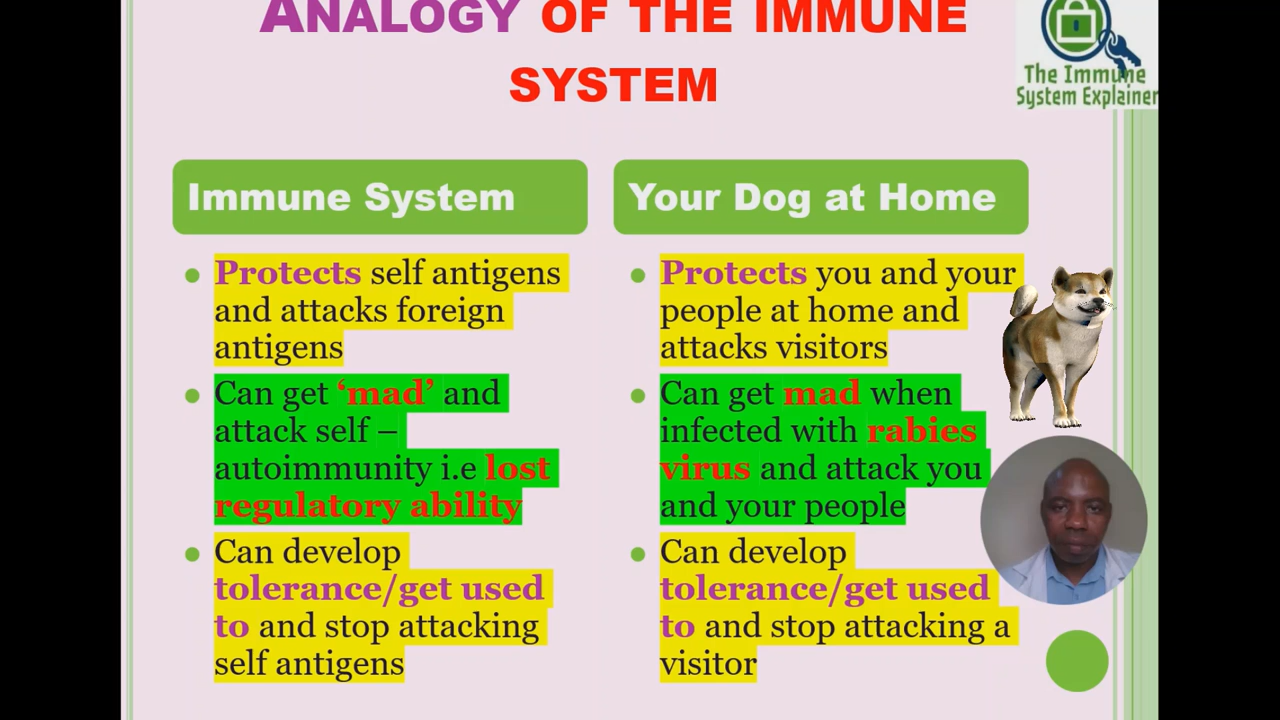 ANALOGY OF THE IMMUNE
SYSTEM
The Immune
System Explainer
Immune System
Protects self antigens
and attacks foreign
antigens
Can get ‘mad’ and
attack self –
autoimmunity i.e lost
regulatory ability
Can develop
tolerance/get used
to and stop attacking
self antigens
Your Dog at Home
Protects you and your
people at home and
attacks visitors
Can get mad when
infected with rabies
virus and attack you
and your people
Can develop
tolerance/get used
to and stop attacking a
visitor